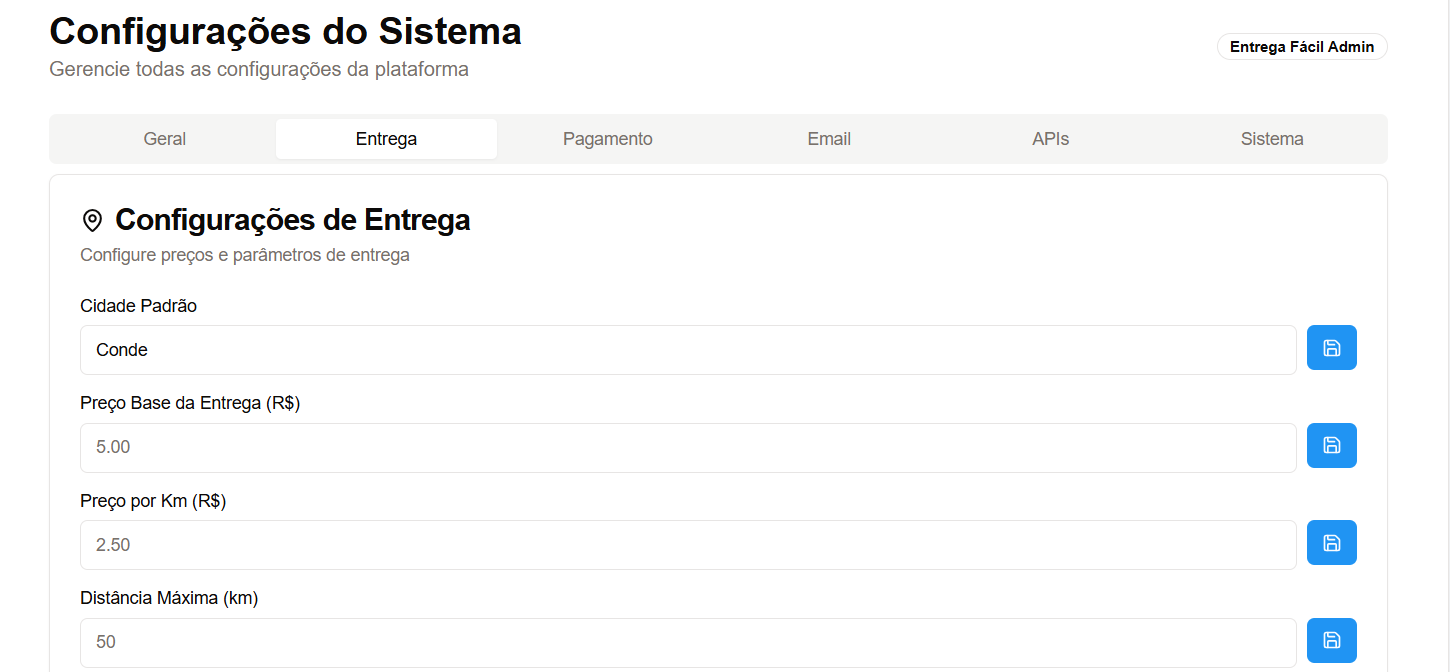 Configurações do Sistema
Gerencie todas as configurações da plataforma
Entrega Fácil Admin
Geral
Entrega
Pagamento
Email
APIs
Sistema
Configurações de Entrega
Configure preços e parâmetros de entrega
Cidade Padrão
Conde
Preço Base da Entrega (R$)
5.00
Preço por Km (R$)
2.50
Distância Máxima (km)
50